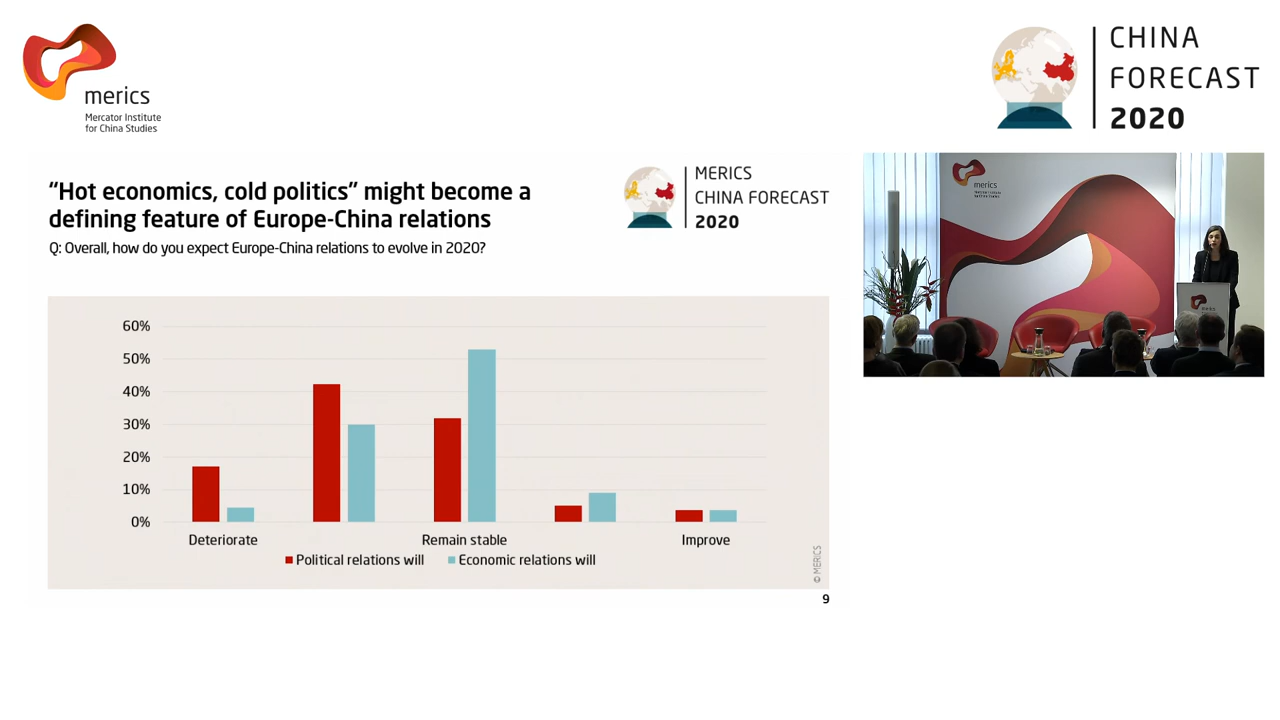 merics
Mercator Institute
for China Studies
CHINA
FORECAST
2020
“Hot economics, cold politics” might become a
defining feature of Europe-China relations
Q: Overall, how do you expect Europe-China relations to evolve in 2020?
MERICS
CHINA FORECAST
2020
60%
50%
40%
30%
20%
10%
0%
Deteriorate
Remain stable
Improve
Political relations will
Economic relations will
© MERICS
9
merics